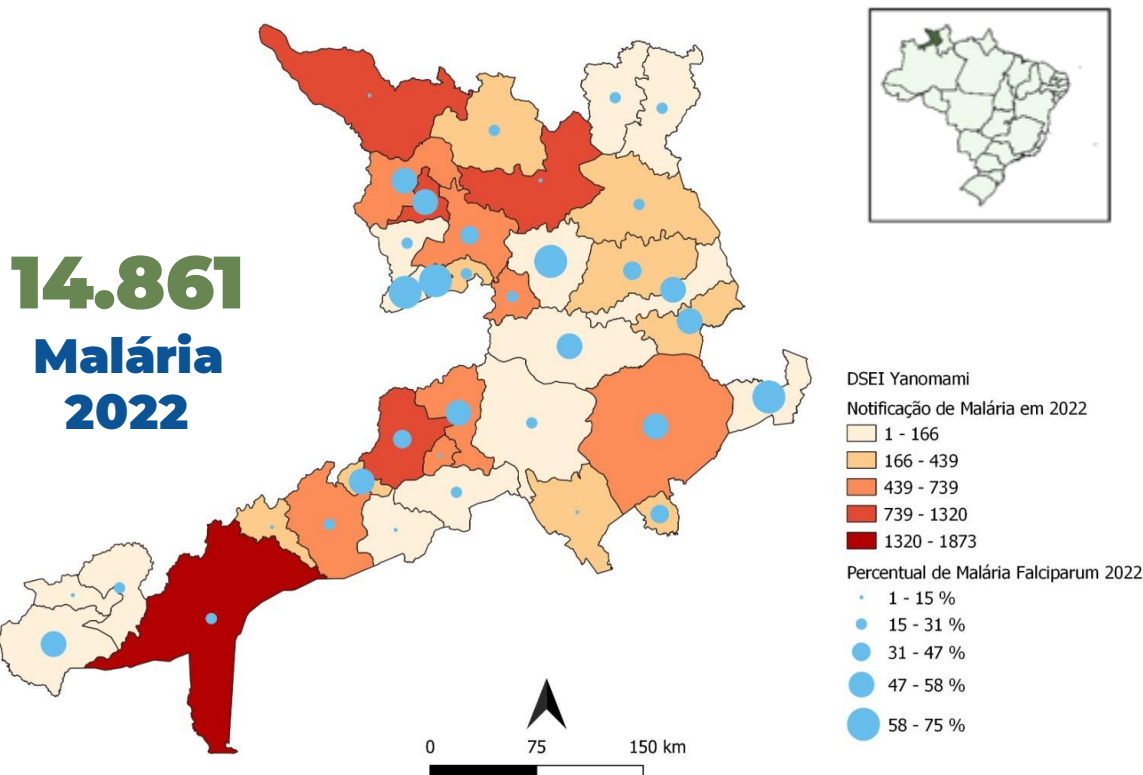 14.861
Malária
2022
DSEI Yanomami
Notificação de Malária em 2022
1 - 166
166 - 439
439 - 739
739 - 1320
1320 - 1873
Percentual de Malária Falciparum 2022
1 - 15 %
15 - 31 %
31 - 47 %
47 - 58 %
58 - 75 %
0 75 150 km